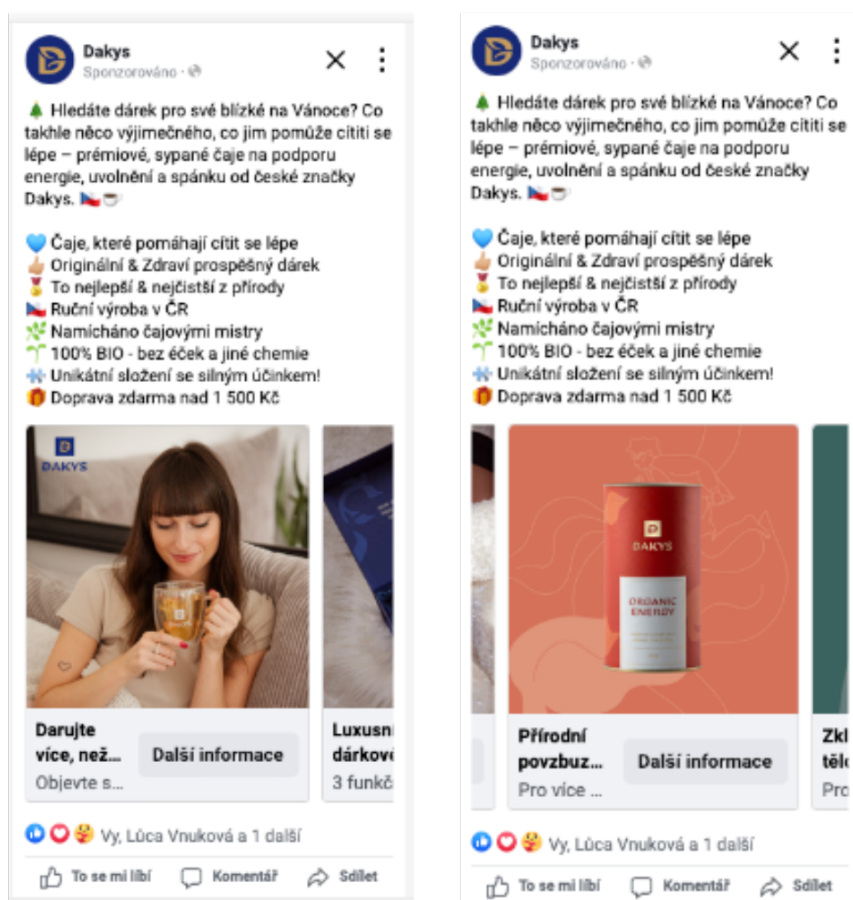 Dakys
Sponzorováno ·
Hledáte dárek pro své blízké na Vánoce? Co
takhle něco výjimečného, co jim pomůže cítiti se
lépe – prémiové, sypané čaje na podporu
energie, uvolnění a spánku od české značky
Dakys.
Čaje, které pomáhají cítit se lépe
Originální & Zdraví prospěšný dárek
To nejlepší & nejčistší z přírody
Ruční výroba v ČR
Namícháno čajovými mistry
100% BIO - bez éček a jiné chemie
Unikátní složení se silným účinkem!
Doprava zdarma nad 1 500 Kč
DAKYS
Darujte
více, než...
Další informace
Objevte s...
Luxusn
dárkové
3 funkč
Vy, Lůca Vnuková a 1 další
To se mi líbí
Komentář
Sdílet
Dakys
Sponzorováno ·
Hledáte dárek pro své blízké na Vánoce? Co
takhle něco výjimečného, co jim pomůže cítiti se
lépe – prémiové, sypané čaje na podporu
energie, uvolnění a spánku od české značky
Dakys.
Čaje, které pomáhají cítit se lépe
Originální & Zdraví prospěšný dárek
To nejlepší & nejčistší z přírody
Ruční výroba v ČR
Namícháno čajovými mistry
100% BIO - bez éček a jiné chemie
Unikátní složení se silným účinkem!
Doprava zdarma nad 1 500 Kč
DAKYS
ORGANIC
ENERGY
Přírodní
povzbuz...
Další informace
Pro více ...
Zkl
těl
Pro
Vy, Lůca Vnuková a 1 další
To se mi líbí
Komentář
Sdílet